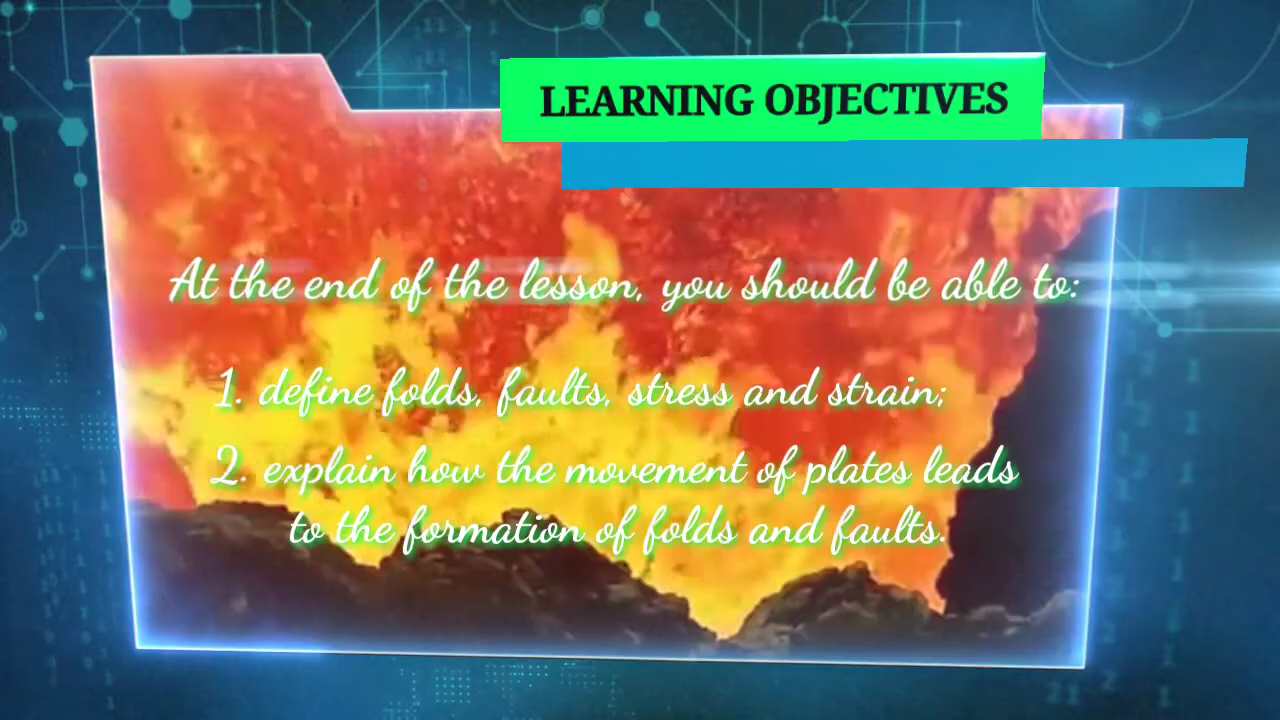 LEARNING OBJECTIVES
At the end of the lesson, you should be able to:
1. define folds, faults, stress and strain;
2. explain how the movement of plates leads
to the formation of folds and faults.